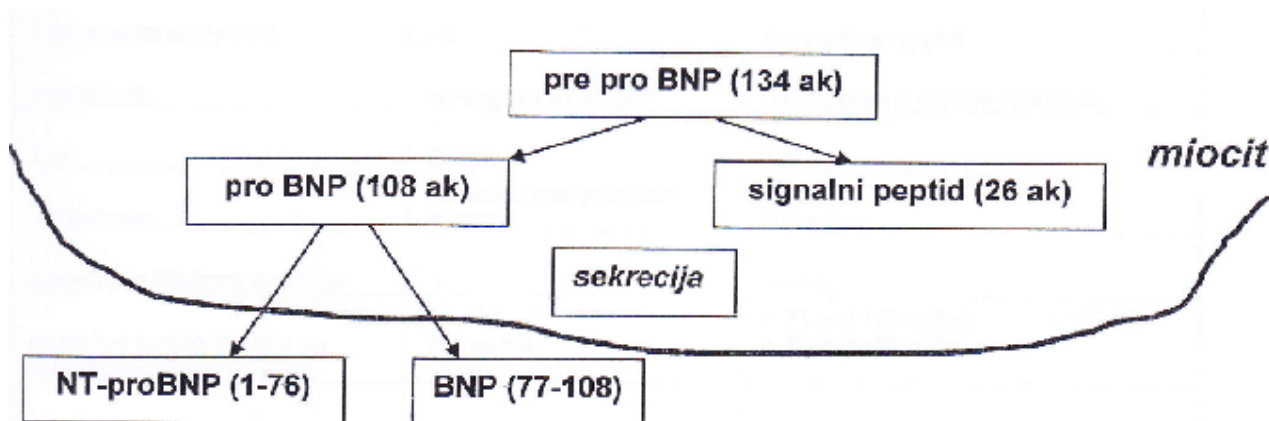 pre pro BNP (134 ak)
miocit
pro BNP (108 ak)
signalni peptid (26 ak)
sekrecija
NT-proBNP (1-76)
BNP (77-108)